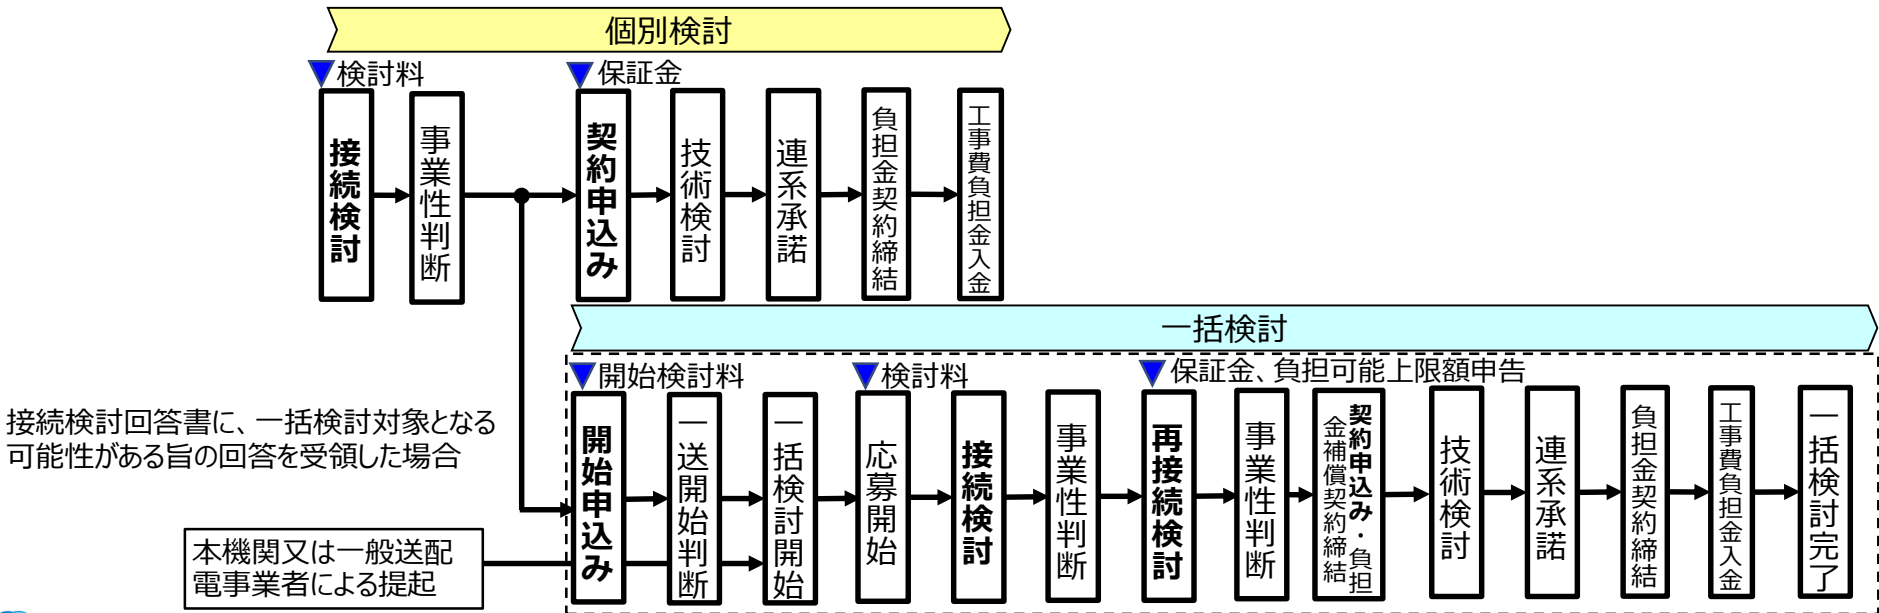 個別検討
検討料
保証金
接続検討
事業性判断
契約申込み
技術検討
連系承諾
負担金契約締結
工事費負担金入金
一括検討
開始検討料
検討料
保証金、負担可能上限額申告
接続検討回答書に、一括検討対象となる
可能性がある旨の回答を受領した場合
開始申込み
一送開始判断
一括検討開始
応募開始
接続検討
事業性判断
再接続検討
事業性判断
契約申込み・負担
金補償契約締結
技術検討
連系承諾
負担金契約締結
工事費負担金入金
一括検討完了
本機関又は一般送配
電事業者による提起